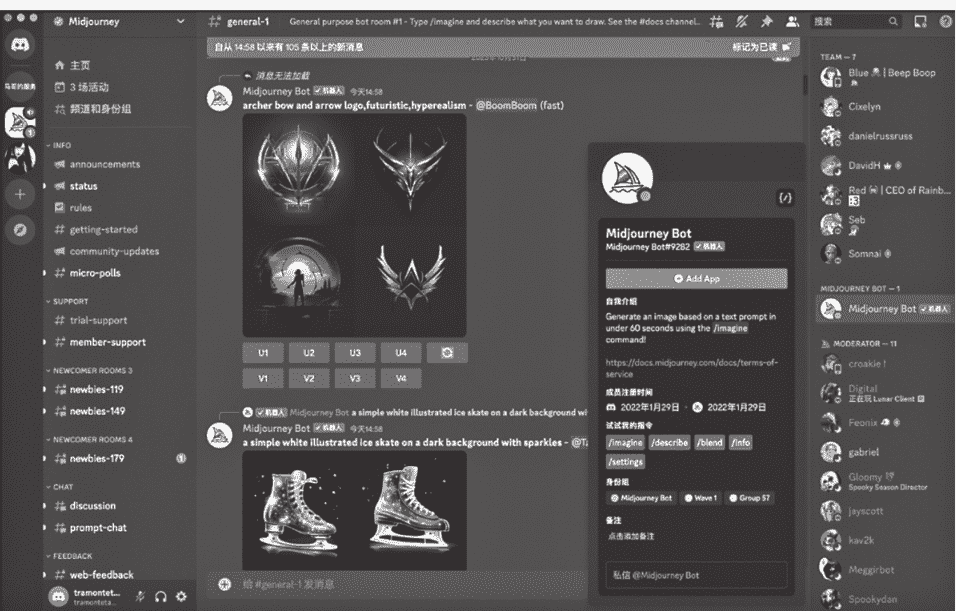 Midjourney
general-1
General purpose bot room #1 - Type /imagine and describe what you want to draw. See the #docs channel...
搜索
自从 14:58 以来有 105 条以上的新消息
标记为已读
主页
3 场活动
频道和身份组
INFO
announcements
status
rules
getting-started
community-updates
micro-polls
SUPPORT
trial-support
member-support
NEWCOMER ROOMS 3
newbies-119
newbies-149
NEWCOMER ROOMS 4
newbies-179
1
CHAT
discussion
prompt-chat
FEEDBACK
web-feedback
tramontet...
tramonteta...
消息无法加载
Midjourney Bot 机器人 今天14:58
archer bow and arrow logo,futuristic,hyperealism - @BoomBoom (fast)
U1 U2 U3 U4
V1 V2 V3 V4
机器人 Midjourney Bot a simple white illustrated ice skate on a dark background wi
Midjourney Bot 机器人 今天14:58
a simple white illustrated ice skate on a dark background with sparkles - @Ta
给 #general-1 发消息
Midjourney Bot
Midjourney Bot#9282 机器人
Add App
自我介绍
Generate an image based on a text prompt in
under 60 seconds using the /imagine
command!
https://docs.midjourney.com/docs/terms-of-
service
成员注册时间
2022年1月29日 · 2022年1月29日
试试我的指令
/imagine /describe /blend /info
/settings
身份组
Midjourney Bot Wave 1 Group 57
备注
点击添加备注
私信 @Midjourney Bot
TEAM — 7
Blue | Beep Boop
Cixelyn
danielrussruss
DavidH
Red | CEO of Rainb...
Seb
Somnai
MIDJOURNEY BOT — 1
Midjourney Bot 机器人
MODERATOR — 11
croakie !
Digital
正在玩 Lunar Client
Feonix
gabriel
Gloomy
Spooky Season Director
jayscott
kav2k
Meggirbot
Spookydan